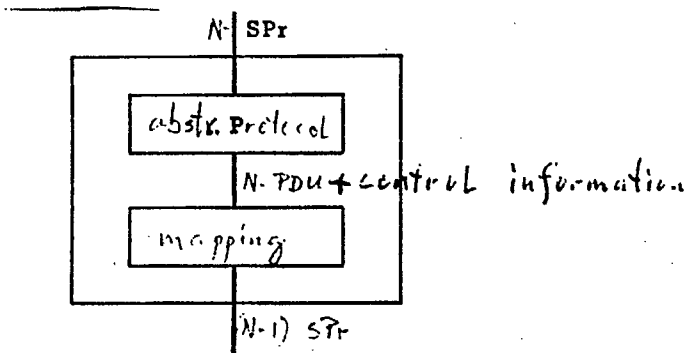 N- SPr
abstr. Protocol
N- PDU + control information
mapping
(N-1) SPr